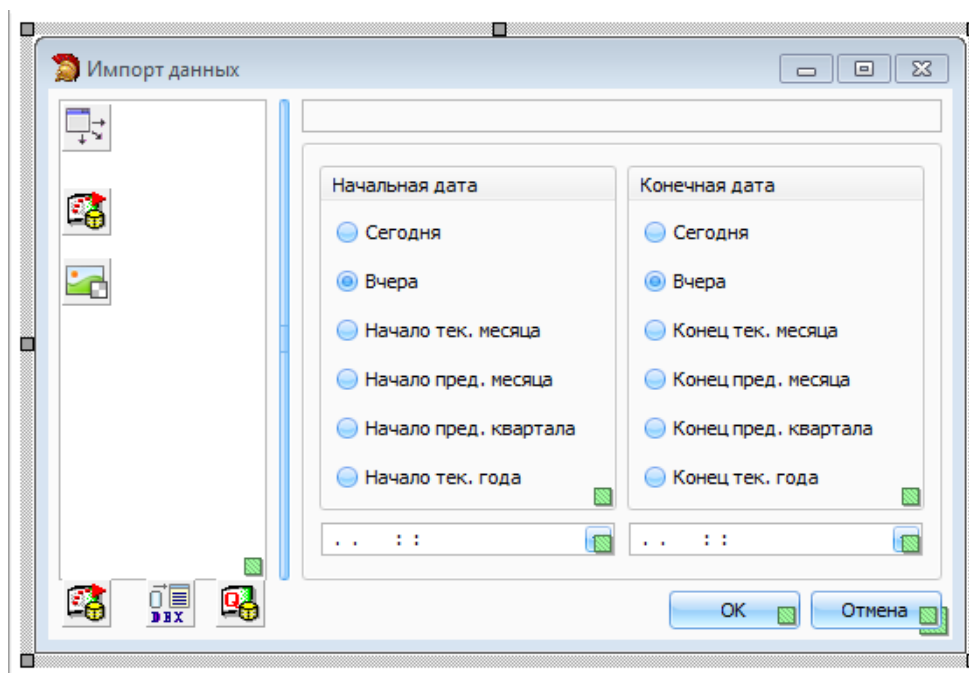 Импорт данных
Начальная дата
Сегодня
Вчера
Начало тек. месяца
Начало пред. месяца
Начало пред. квартала
Начало тек. года
. .   : :
Конечная дата
Сегодня
Вчера
Конец тек. месяца
Конец пред. месяца
Конец пред. квартала
Конец тек. года
. .   : :
DBX
Q
OK
Отмена